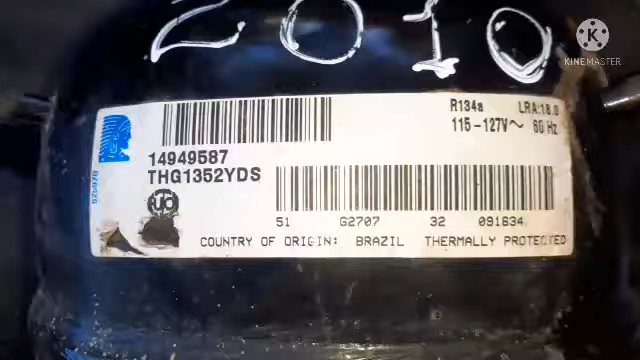 2010
KINEMASTER
R134a LRA:18.0
115-127V~ 60 Hz
14949587
THG1352YDS
51 G2707 32 091634
COUNTRY OF ORIGIN: BRAZIL THERMALLY PROTECTED